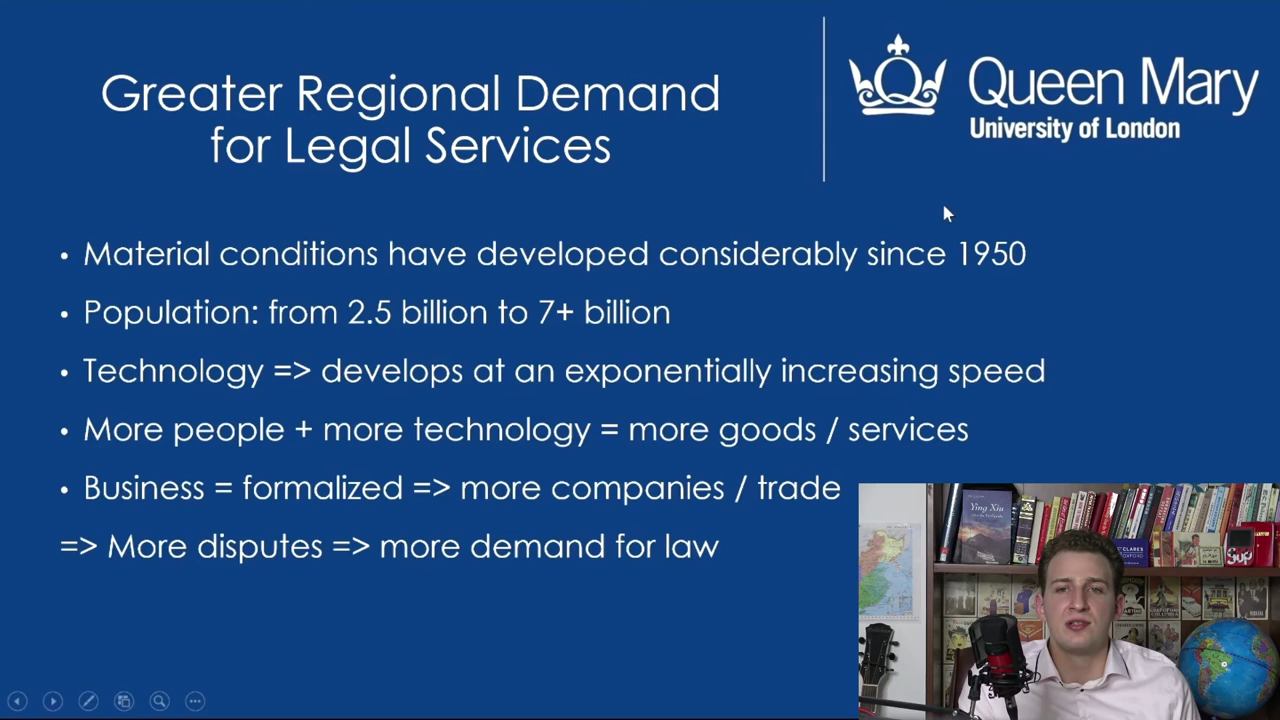 Greater Regional Demand
for Legal Services
Queen Mary
University of London
• Material conditions have developed considerably since 1950
• Population: from 2.5 billion to 7+ billion
• Technology => develops at an exponentially increasing speed
• More people + more technology = more goods / services
• Business = formalized => more companies / trade
=> More disputes => more demand for law
Ying Xiu